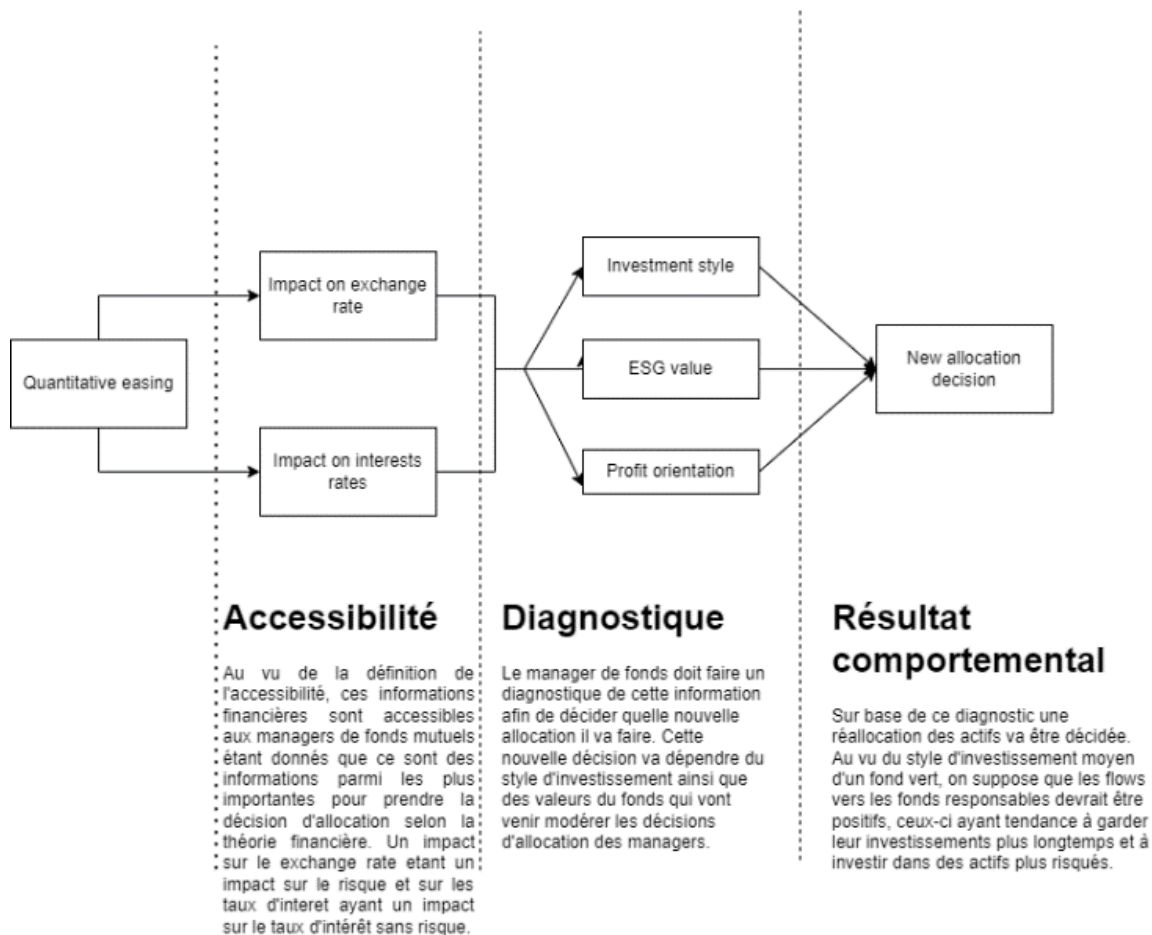 Quantitative easing
Impact on exchange
rate
Impact on interests
rates
Investment style
ESG value
Profit orientation
New allocation
decision
Accessibilité
Au vu de la définition de
l'accessibilité, ces informations
financières sont accessibles
aux managers de fonds mutuels
étant donnés que ce sont des
informations parmi les plus
importantes pour prendre la
décision d'allocation selon la
théorie financière. Un impact
sur le exchange rate etant un
impact sur le risque et sur les
taux d'interet ayant un impact
sur le taux d'intérêt sans risque.
Diagnostique
Le manager de fonds doit faire un
diagnostique de cette information
afin de décider quelle nouvelle
allocation il va faire. Cette
nouvelle décision va dépendre du
style d'investissement ainsi que
des valeurs du fonds qui vont
venir modérer les décisions
d'allocation des managers.
Résultat
comportemental
Sur base de ce diagnostic une
réallocation des actifs va être décidée.
Au vu du style d'investissement moyen
d'un fond vert, on suppose que les flows
vers les fonds responsables devrait être
positifs, ceux-ci ayant tendance à garder
leur investissements plus longtemps et à
investir dans des actifs plus risqués.